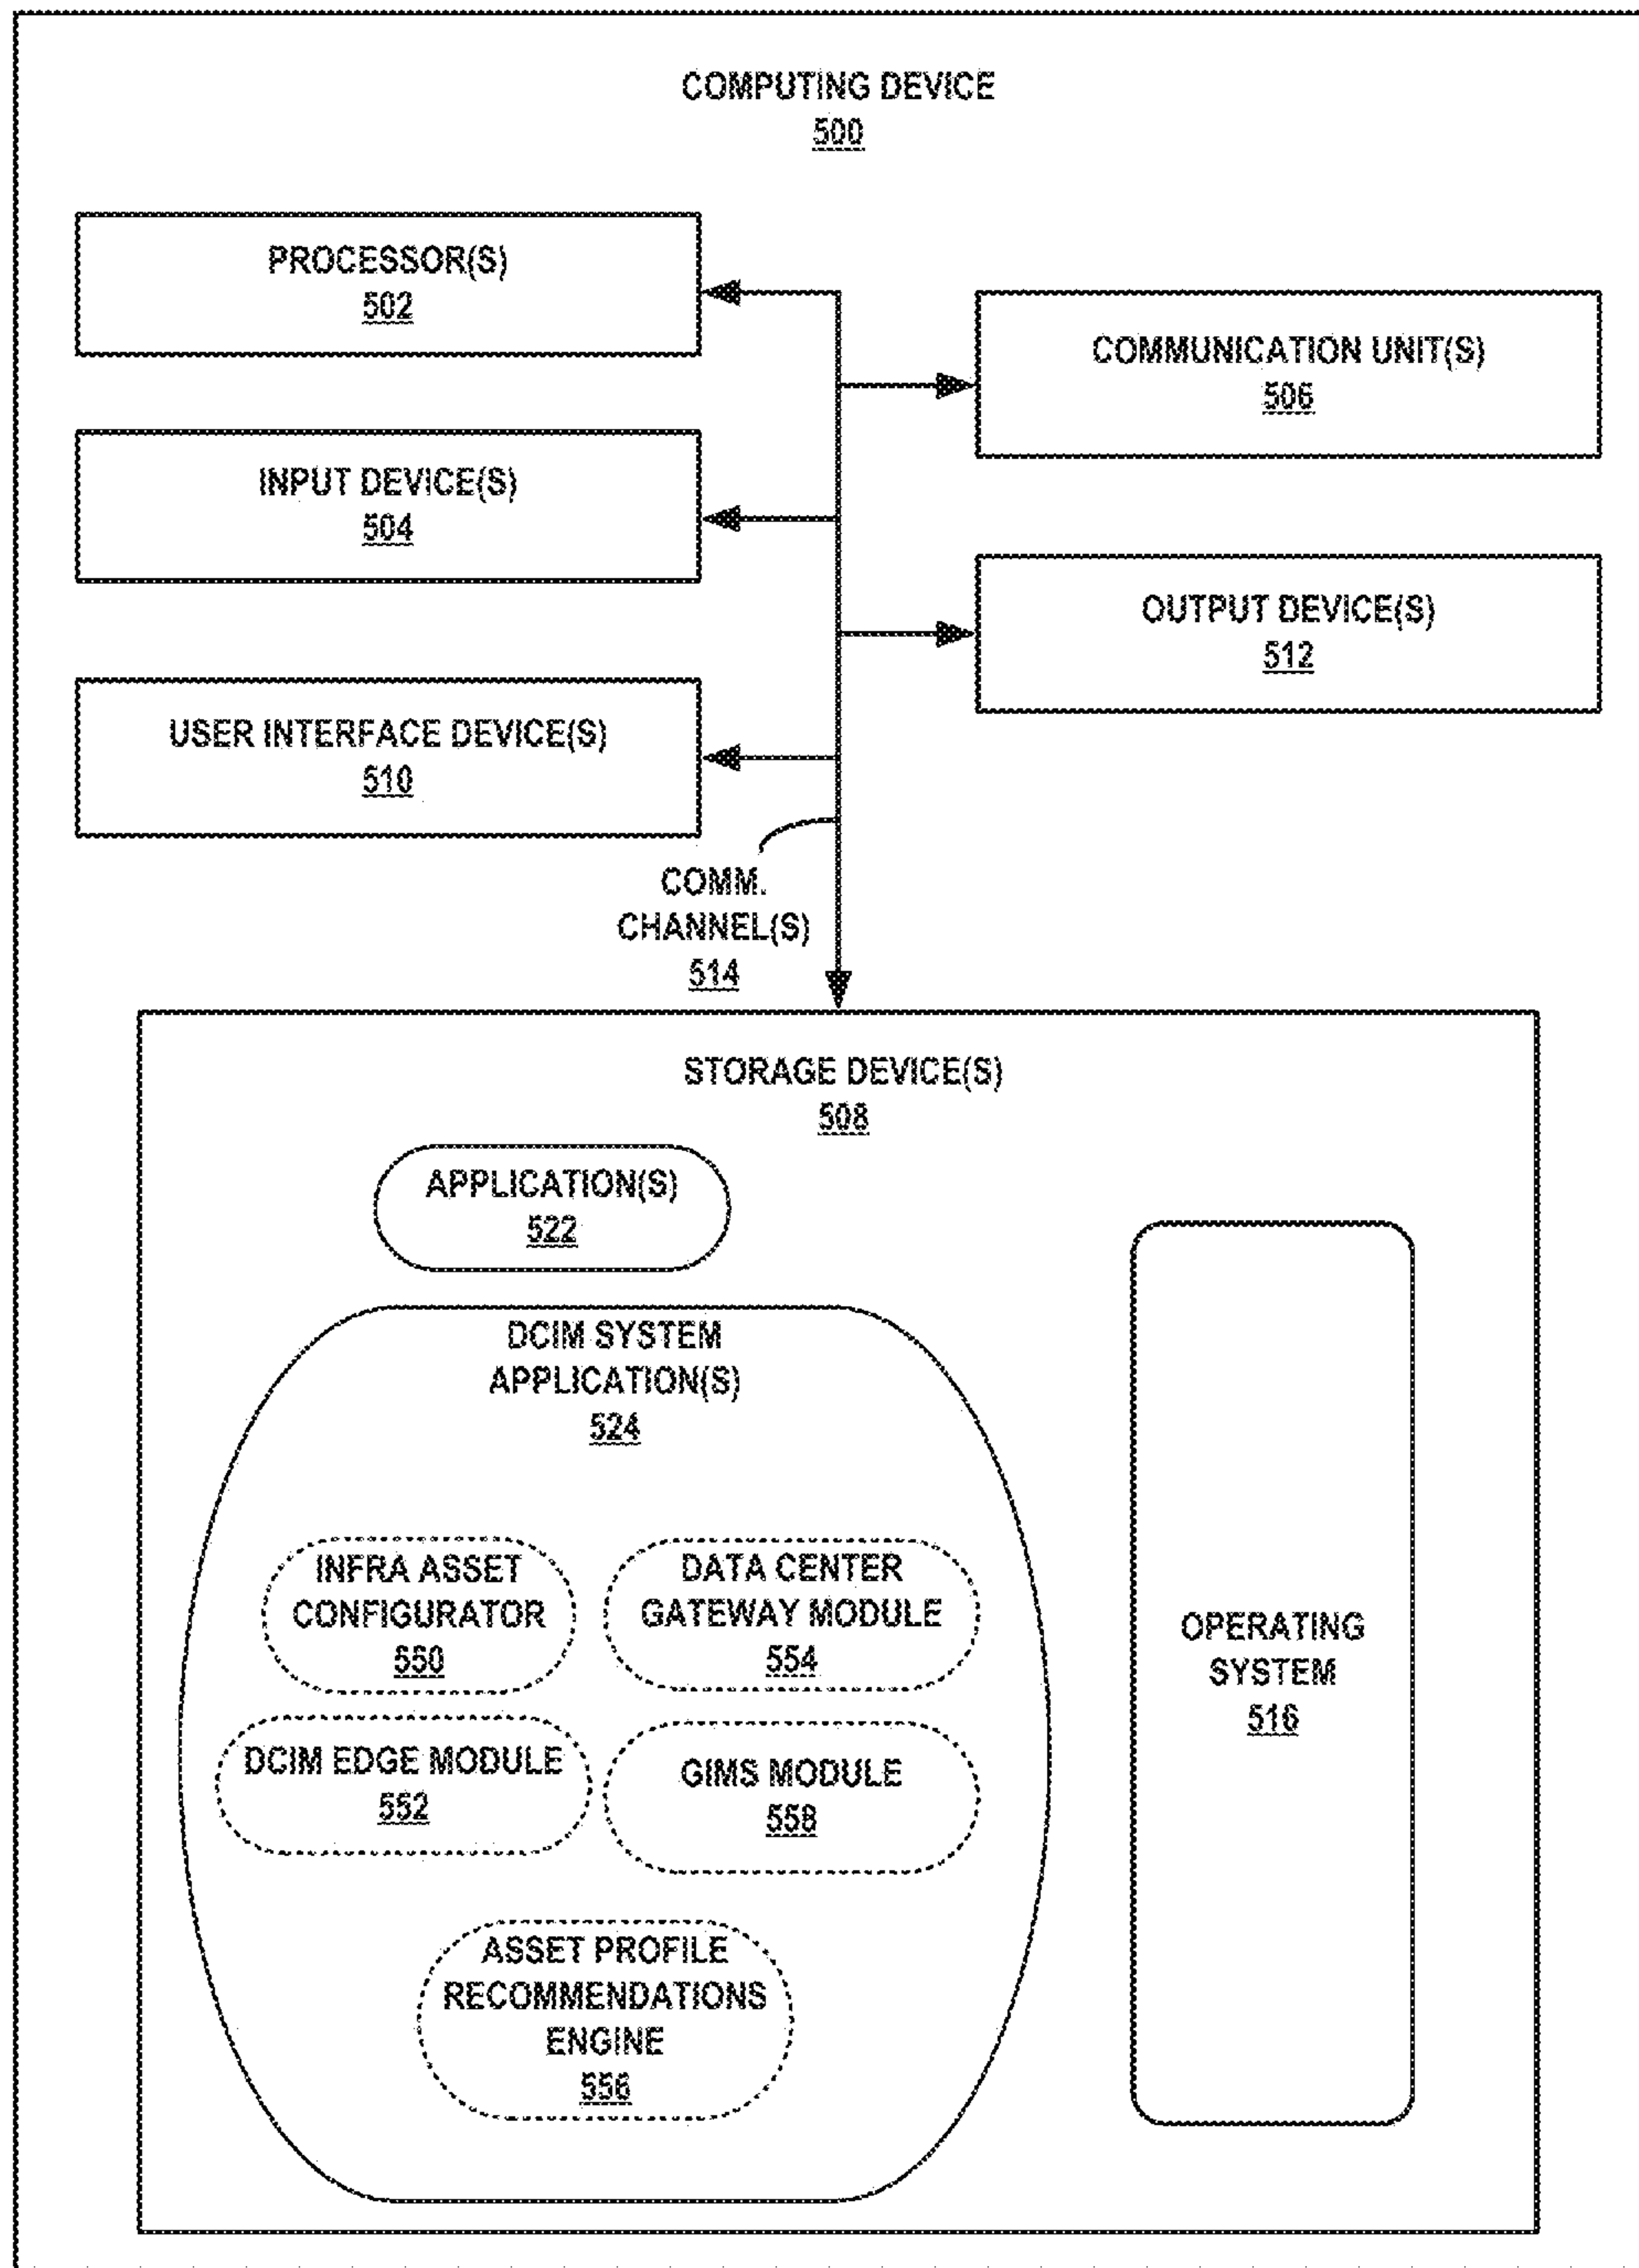 COMPUTING DEVICE
500
PROCESSOR(S)
502
COMMUNICATION UNIT(S)
506
INPUT DEVICE(S)
504
OUTPUT DEVICE(S)
512
USER INTERFACE DEVICE(S)
510
COMM.
CHANNEL(S)
514
STORAGE DEVICE(S)
508
APPLICATION(S)
522
DCIM SYSTEM
APPLICATION(S)
524
INFRA ASSET
CONFIGURATOR
550
DATA CENTER
GATEWAY MODULE
554
DCIM EDGE MODULE
552
GIMS MODULE
558
ASSET PROFILE
RECOMMENDATIONS
ENGINE
556
OPERATING
SYSTEM
516